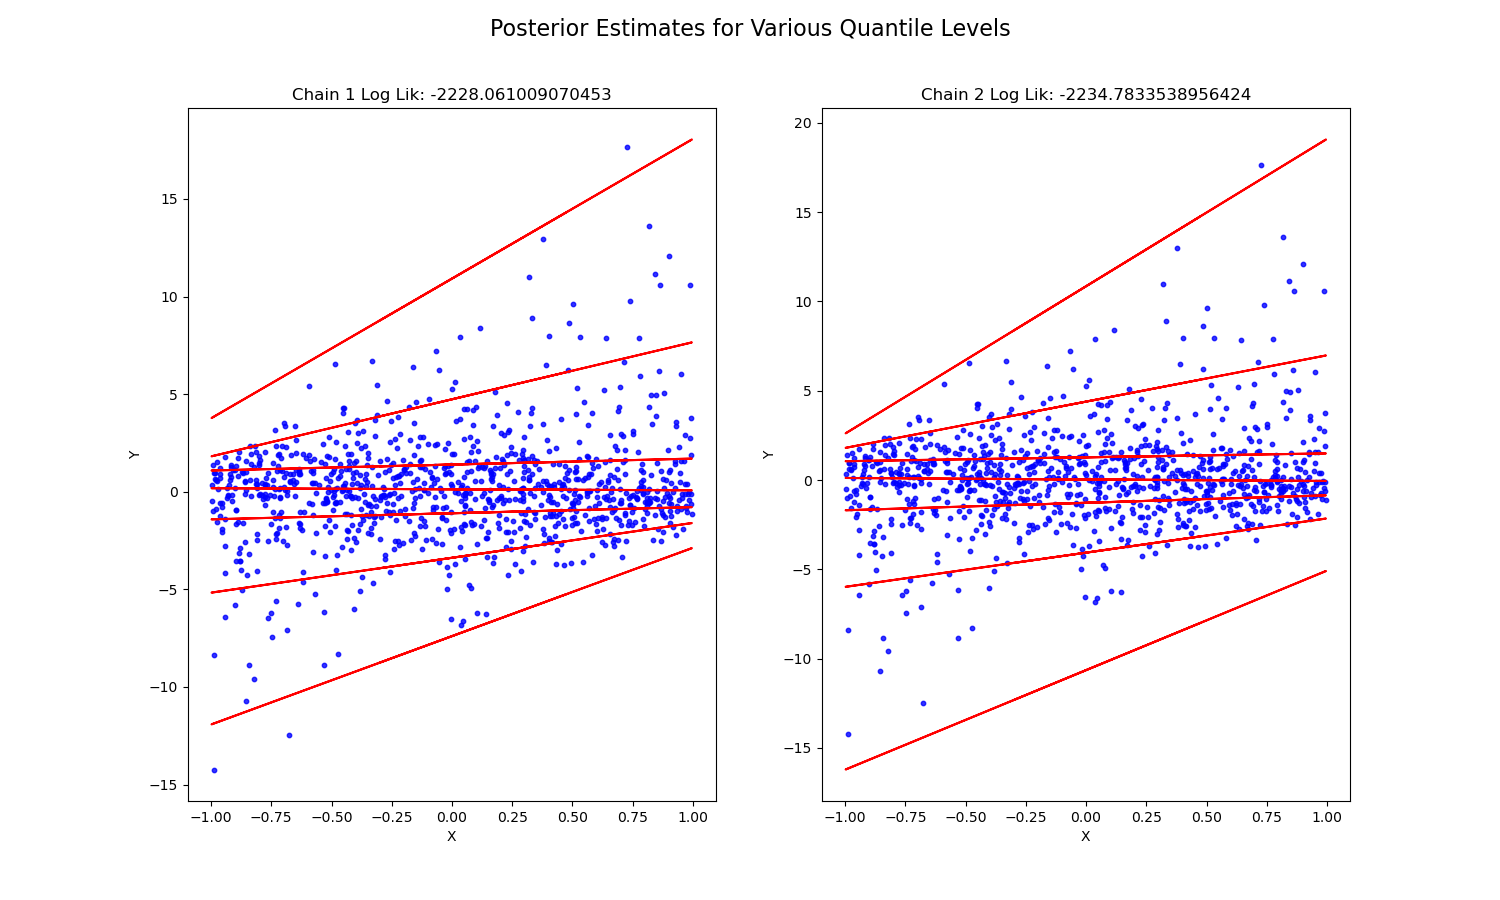 Posterior Estimates for Various Quantile Levels
Chain 1 Log Lik: -2228.061009070453
Y
15
10
5
0
−5
−10
−15
−1.00 −0.75 −0.50 −0.25 0.00 0.25 0.50 0.75 1.00
X
Chain 2 Log Lik: -2234.7833538956424
Y
20
15
10
5
0
−5
−10
−15
−1.00 −0.75 −0.50 −0.25 0.00 0.25 0.50 0.75 1.00
X